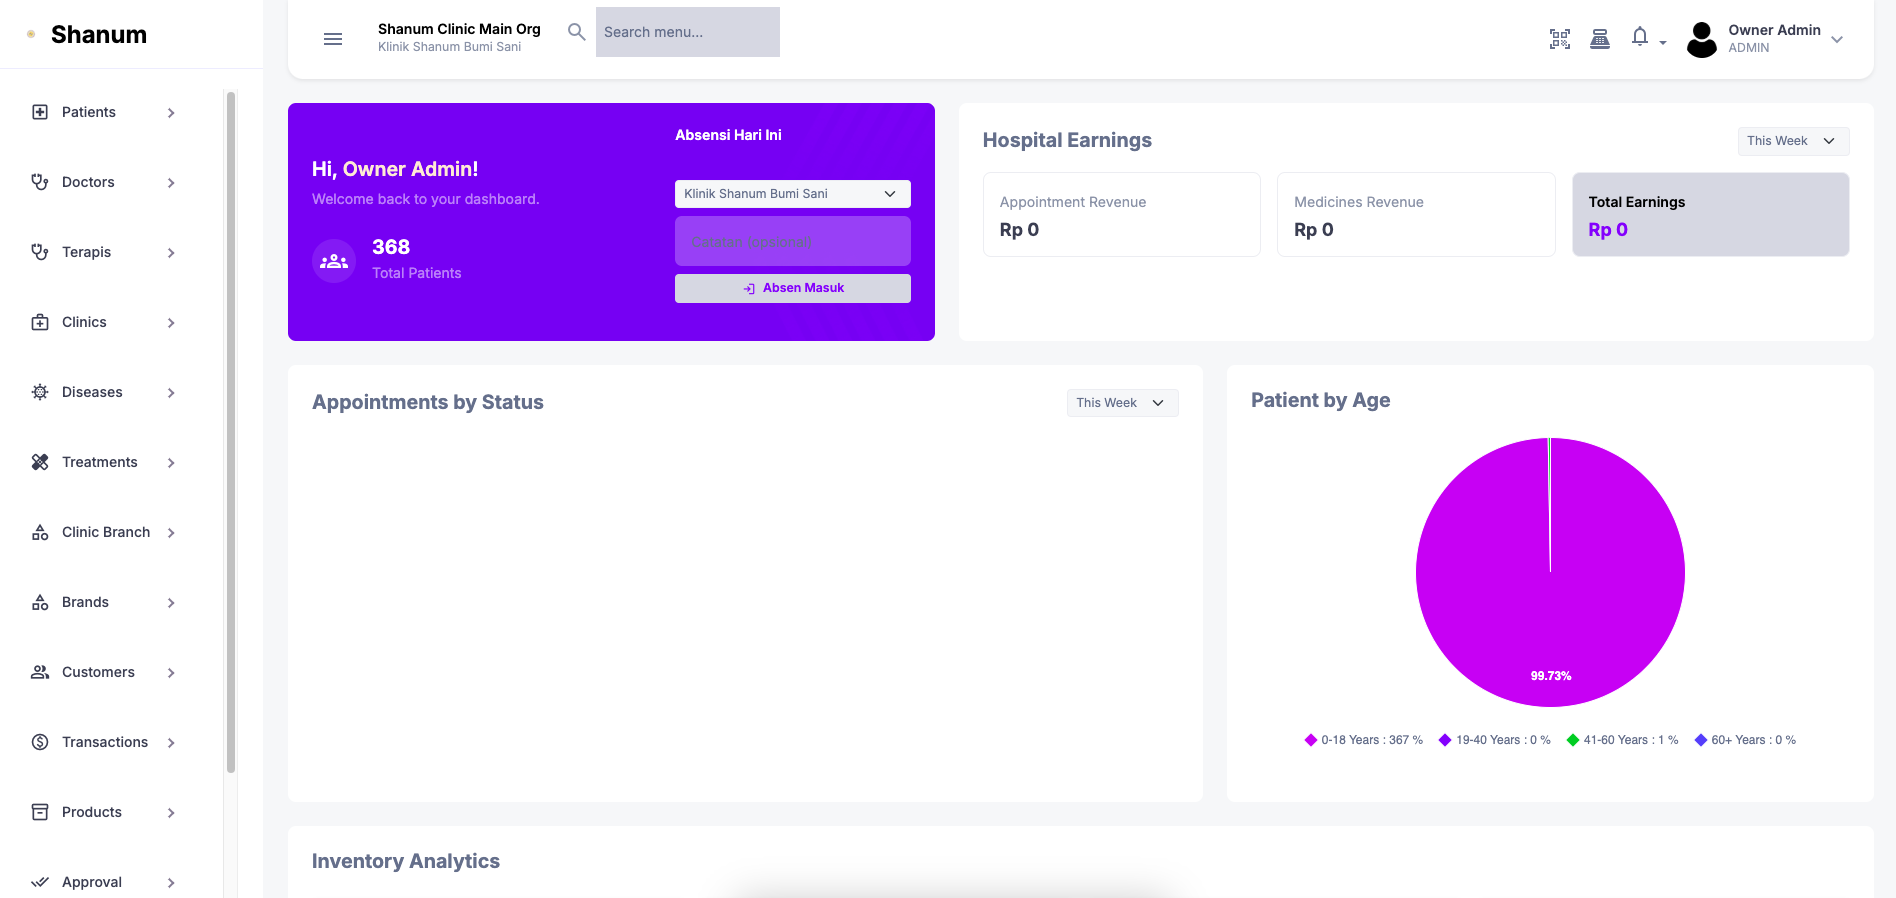 Shanum
Patients
Doctors
Terapis
Clinics
Diseases
Treatments
Clinic Branch
Brands
Customers
Transactions
Products
Approval
Shanum Clinic Main Org
Klinik Shanum Bumi Sani
Search menu...
Owner Admin
ADMIN
Hi, Owner Admin!
Welcome back to your dashboard.
368
Total Patients
Absensi Hari Ini
Klinik Shanum Bumi Sani
Catatan (opsional)
Absen Masuk
Hospital Earnings
This Week
Appointment Revenue
Rp 0
Medicines Revenue
Rp 0
Total Earnings
Rp 0
Appointments by Status
This Week
Patient by Age
99.73%
0-18 Years : 367 %
19-40 Years : 0 %
41-60 Years : 1 %
60+ Years : 0 %
Inventory Analytics